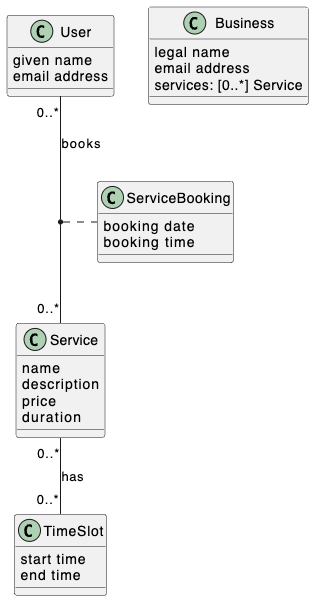 C User
given name
email address
C Business
legal name
email address
services: [0..*] Service
0..*
books
C ServiceBooking
booking date
booking time
0..*
C Service
name
description
price
duration
0..*
has
0..*
C TimeSlot
start time
end time